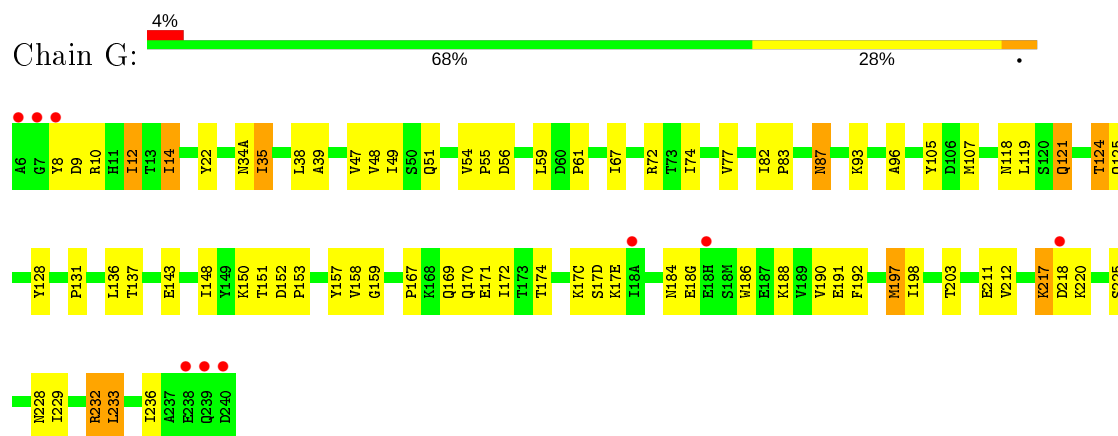 4%
Chain G:
68% 28% •
A6 G7 Y8 D9 R10 H11 I12 T13 I14 Y22 N34A I35 L38 A39 V47 V48 I49 S50 Q51 V54 P55 D56 L59 D60 P61 I67 R72 T73 I74 V77 I82 P83 N87 K93 A96 Y105 D106 M107 N118 L119 S120 Q121 T124
Y128 P131 L136 T137 E143 I148 Y149 K150 T151 D152 P153 Y157 V158 G159 P167 K168 Q169 Q170 E171 I172 T173 T174 K17C S17D K17E I18A N184 E18G E18H S18M W186 E187 K188 V189 V190 E191 F192 M197 I198 T203 E211 V212 K217 D218 K220
N228 I229 R232 L233 I236 A237 E238 Q239 D240